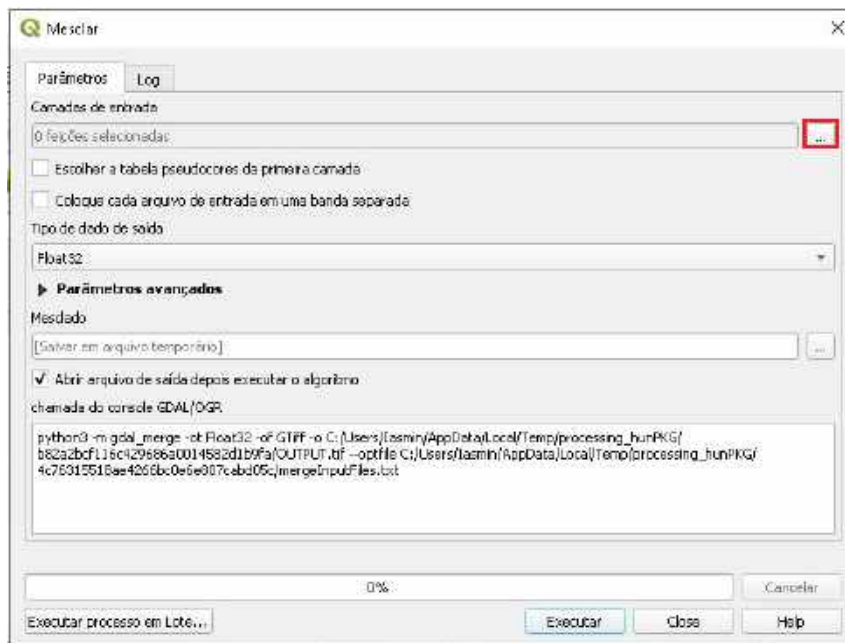 Mesclar
Parâmetros
Log
Camadas de entrada
0 feições selecionadas
...
Escolher a tabela pseudocores da primeira camada
Coloque cada arquivo de entrada em uma banda separada
Tipo de dado de saída
Float32
Parâmetros avançados
Mesclado
[Salvar em arquivo temporário]
...
Abrir arquivo de saída depois executar o algoritmo
chamada do console GDAL/OGR
python3 -m gdal_merge -ot Float32 -of GTiff -o C:/Users/Iasmin/AppData/Local/Temp/processing_hunPKG/
b82a2bcf116c429686a0014582d1b9fa/OUTPUT.tif --optfile C:/Users/Iasmin/AppData/Local/Temp/processing_hunPKG/
4c76315518ae4266bc0e6e807cabd05c/mergeInputFiles.txt
0%
Cancelar
Executar processo em Lote...
Executar
Close
Help